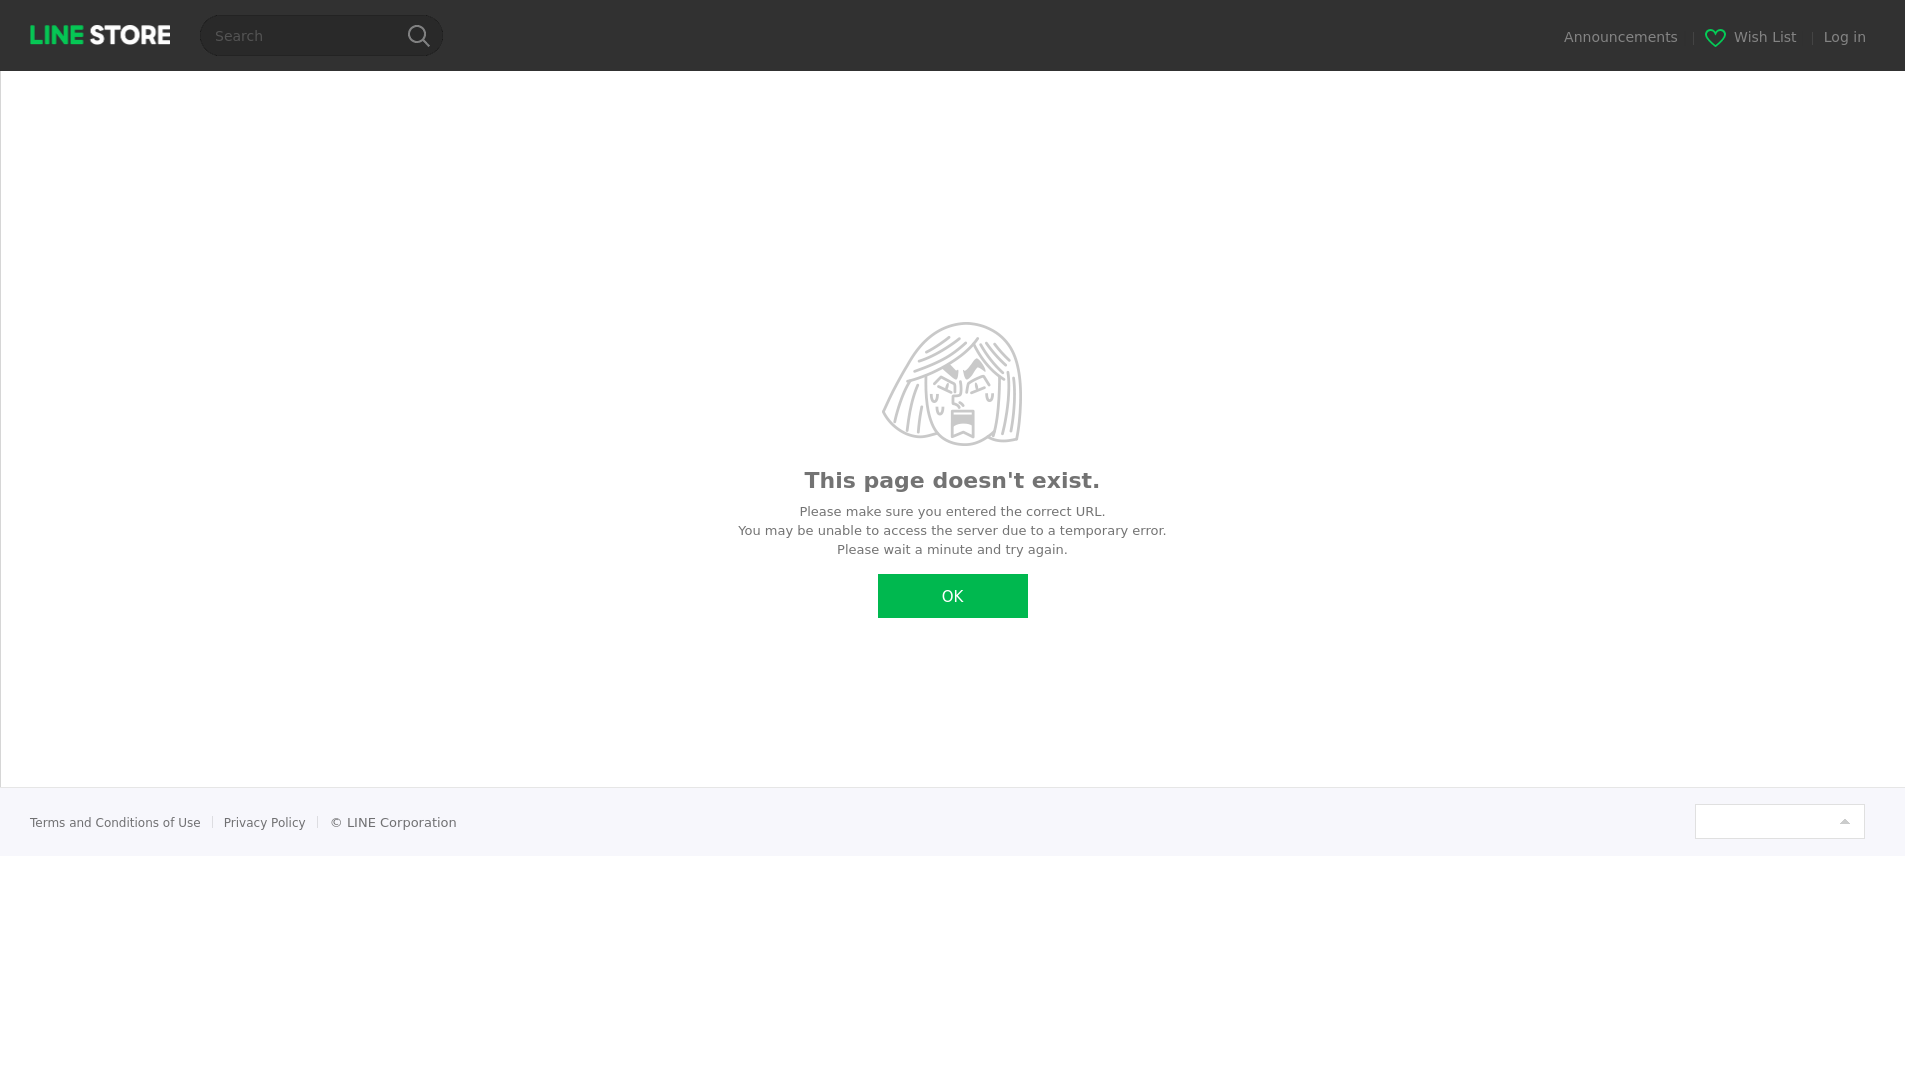 LINE STORE
Search
Announcements
Wish List
Log in
This page doesn't exist.
Please make sure you entered the correct URL.
You may be unable to access the server due to a temporary error.
Please wait a minute and try again.
OK
Terms and Conditions of Use
Privacy Policy
© LINE Corporation